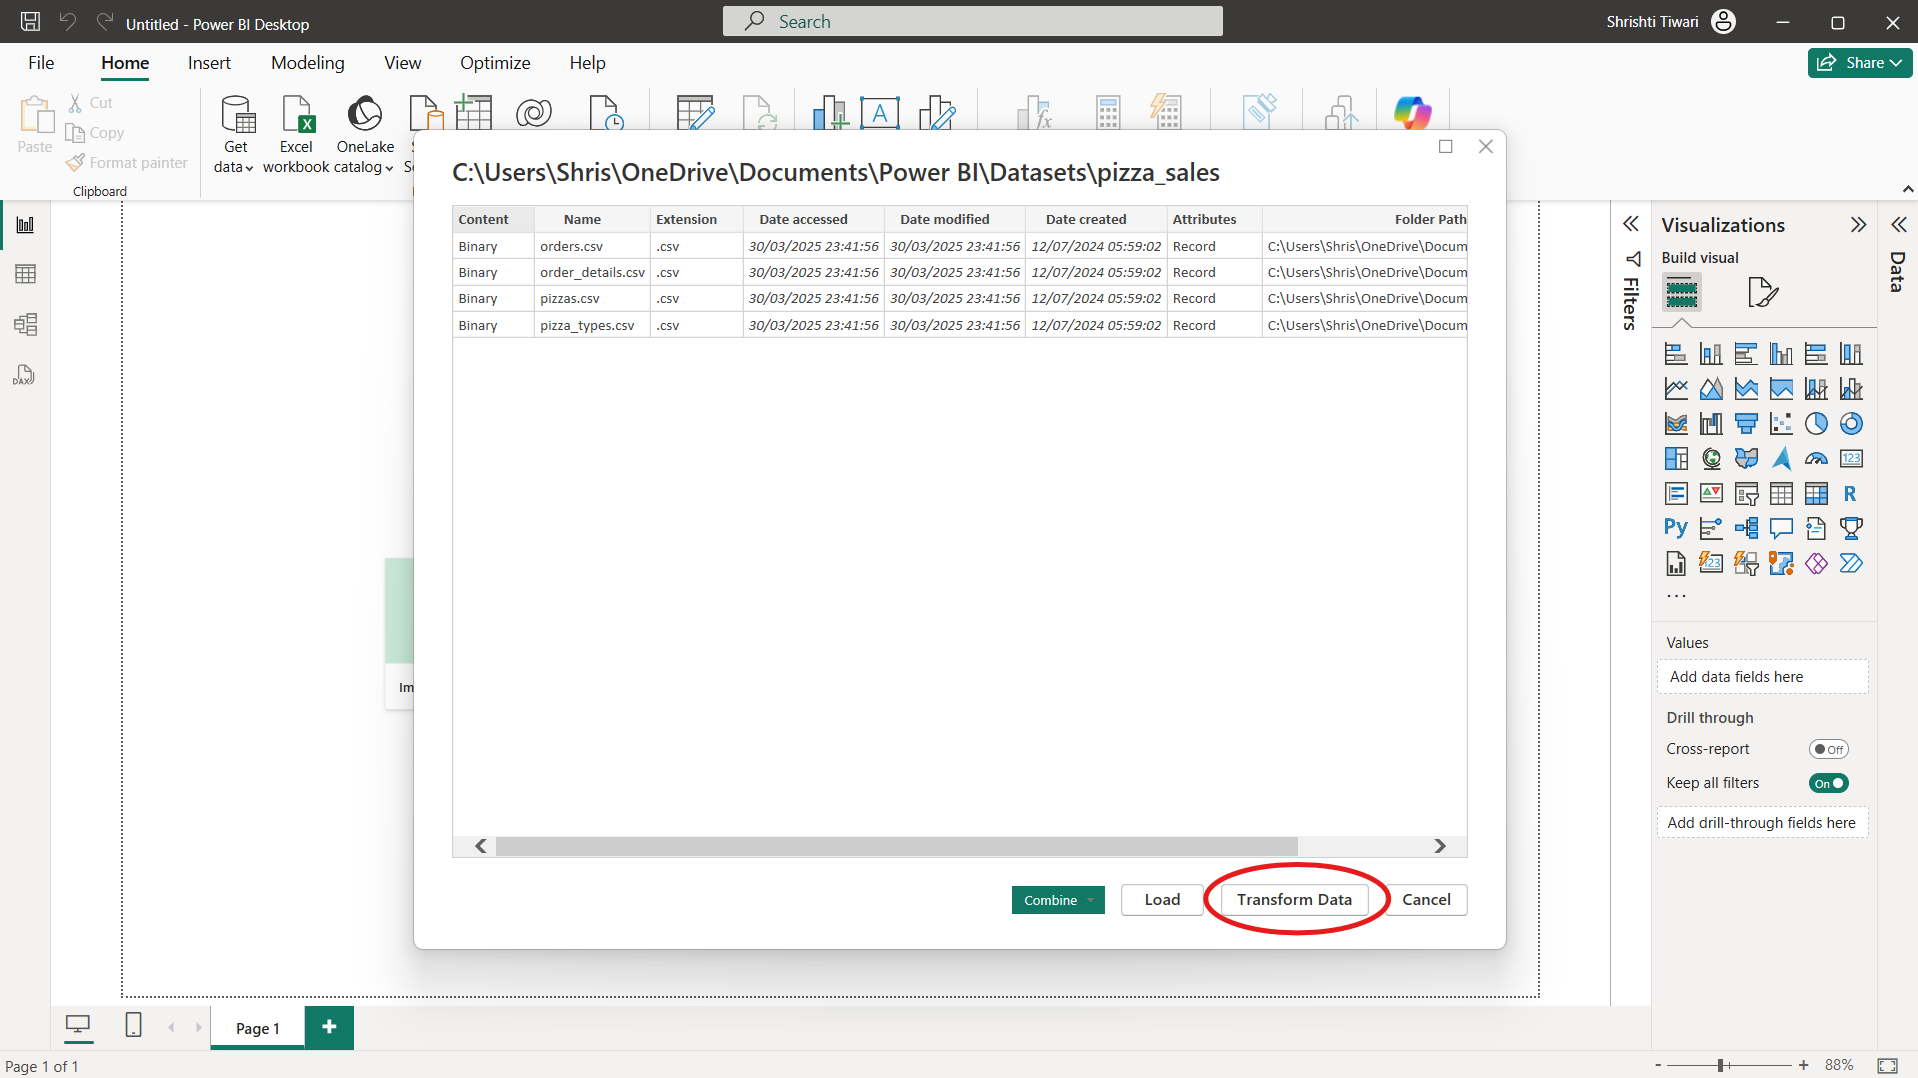 Untitled - Power BI Desktop
Search
Shrishti Tiwari
File Home Insert Modeling View Optimize Help
Share
Paste
Cut
Copy
Format painter
Clipboard
Get data
Excel workbook
OneLake catalog
C:\Users\Shris\OneDrive\Documents\Power BI\Datasets\pizza_sales
Content Name Extension Date accessed Date modified Date created Attributes Folder Path
Binary orders.csv .csv 30/03/2025 23:41:56 30/03/2025 23:41:56 12/07/2024 05:59:02 Record C:\Users\Shris\OneDrive\Docum
Binary order_details.csv .csv 30/03/2025 23:41:56 30/03/2025 23:41:56 12/07/2024 05:59:02 Record C:\Users\Shris\OneDrive\Docum
Binary pizzas.csv .csv 30/03/2025 23:41:56 30/03/2025 23:41:56 12/07/2024 05:59:02 Record C:\Users\Shris\OneDrive\Docum
Binary pizza_types.csv .csv 30/03/2025 23:41:56 30/03/2025 23:41:56 12/07/2024 05:59:02 Record C:\Users\Shris\OneDrive\Docum
Combine Load Transform Data Cancel
Im
DAX
Filters
Visualizations
Build visual
123
R
Py
123
Values
Add data fields here
Drill through
Cross-report Off
Keep all filters On
Add drill-through fields here
Data
Page 1
+
Page 1 of 1
- + 88%